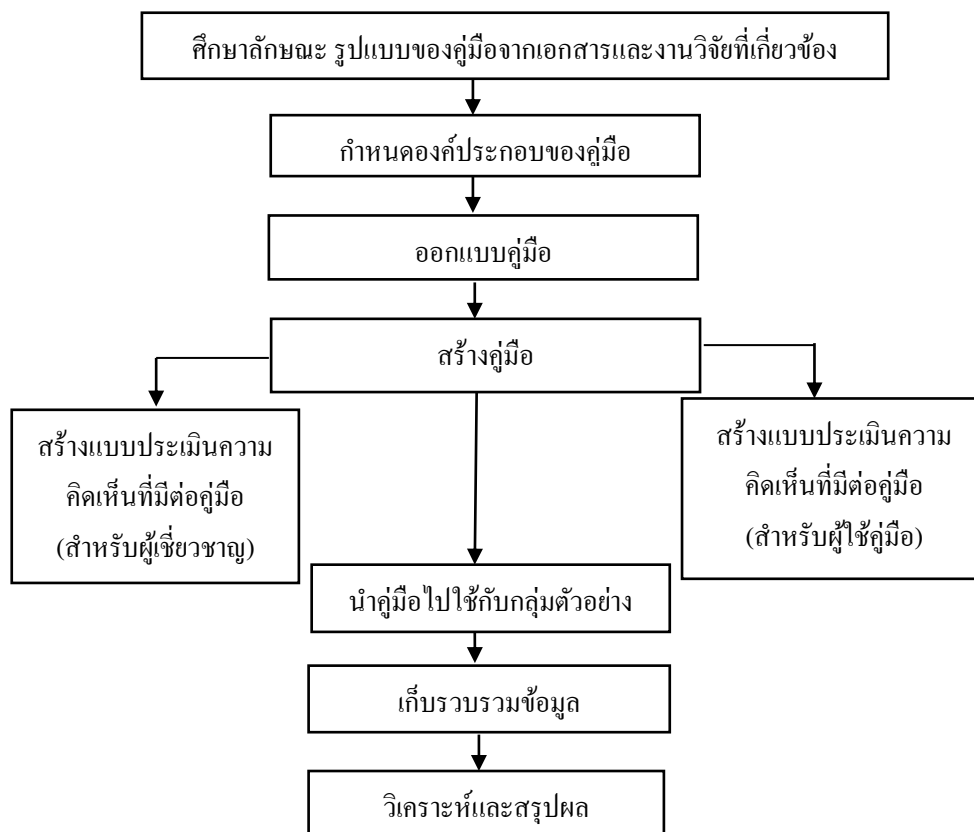 ศึกษาลักษณะ รูปแบบของคู่มือจากเอกสารและงานวิจัยที่เกี่ยวข้อง
กำหนดองค์ประกอบของคู่มือ
ออกแบบคู่มือ
สร้างคู่มือ
สร้างแบบประเมินความ
คิดเห็นที่มีต่อคู่มือ
(สำหรับผู้เชี่ยวชาญ)
สร้างแบบประเมินความ
คิดเห็นที่มีต่อคู่มือ
(สำหรับผู้ใช้คู่มือ)
นำคู่มือไปใช้กับกลุ่มตัวอย่าง
เก็บรวบรวมข้อมูล
วิเคราะห์และสรุปผล